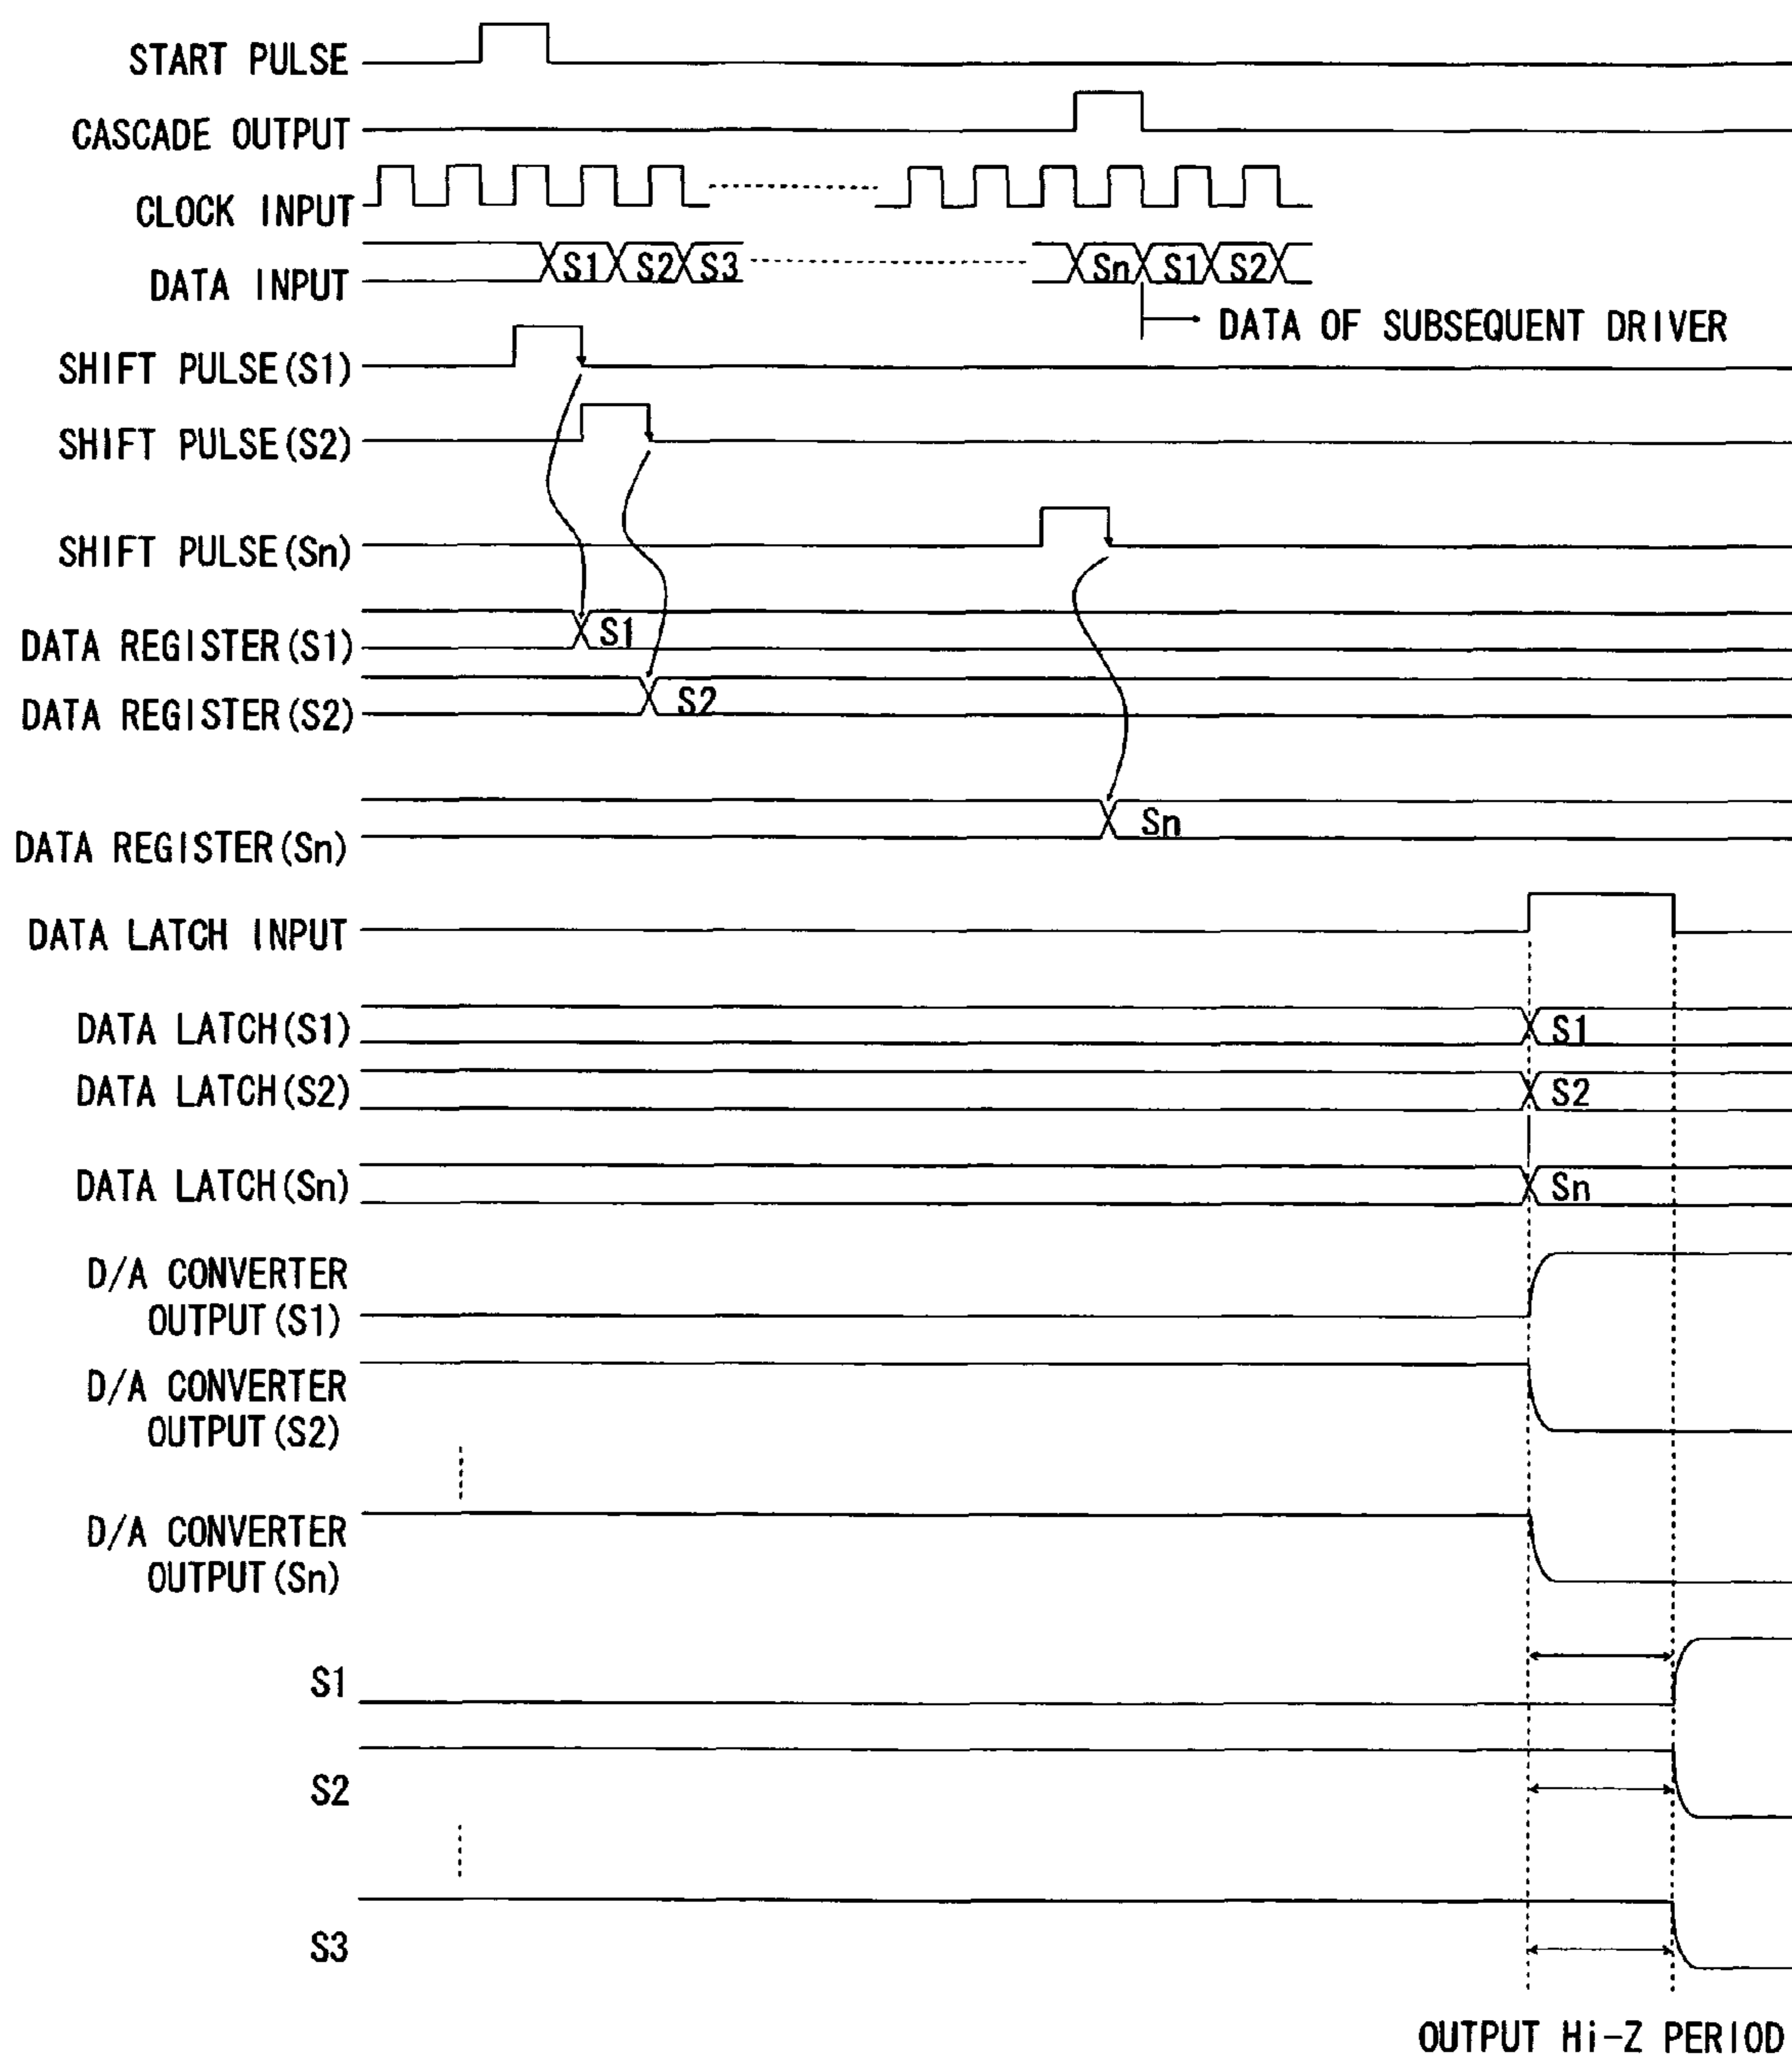 START PULSE
CASCADE OUTPUT
CLOCK INPUT
DATA INPUT
S1 S2 S3 Sn S1 S2
DATA OF SUBSEQUENT DRIVER
SHIFT PULSE(S1)
SHIFT PULSE(S2)
SHIFT PULSE(Sn)
DATA REGISTER(S1)
S1
DATA REGISTER(S2)
S2
DATA REGISTER(Sn)
Sn
DATA LATCH INPUT
DATA LATCH(S1)
S1
DATA LATCH(S2)
S2
DATA LATCH(Sn)
Sn
D/A CONVERTER
OUTPUT(S1)
D/A CONVERTER
OUTPUT(S2)
D/A CONVERTER
OUTPUT(Sn)
S1
S2
S3
OUTPUT Hi-Z PERIOD